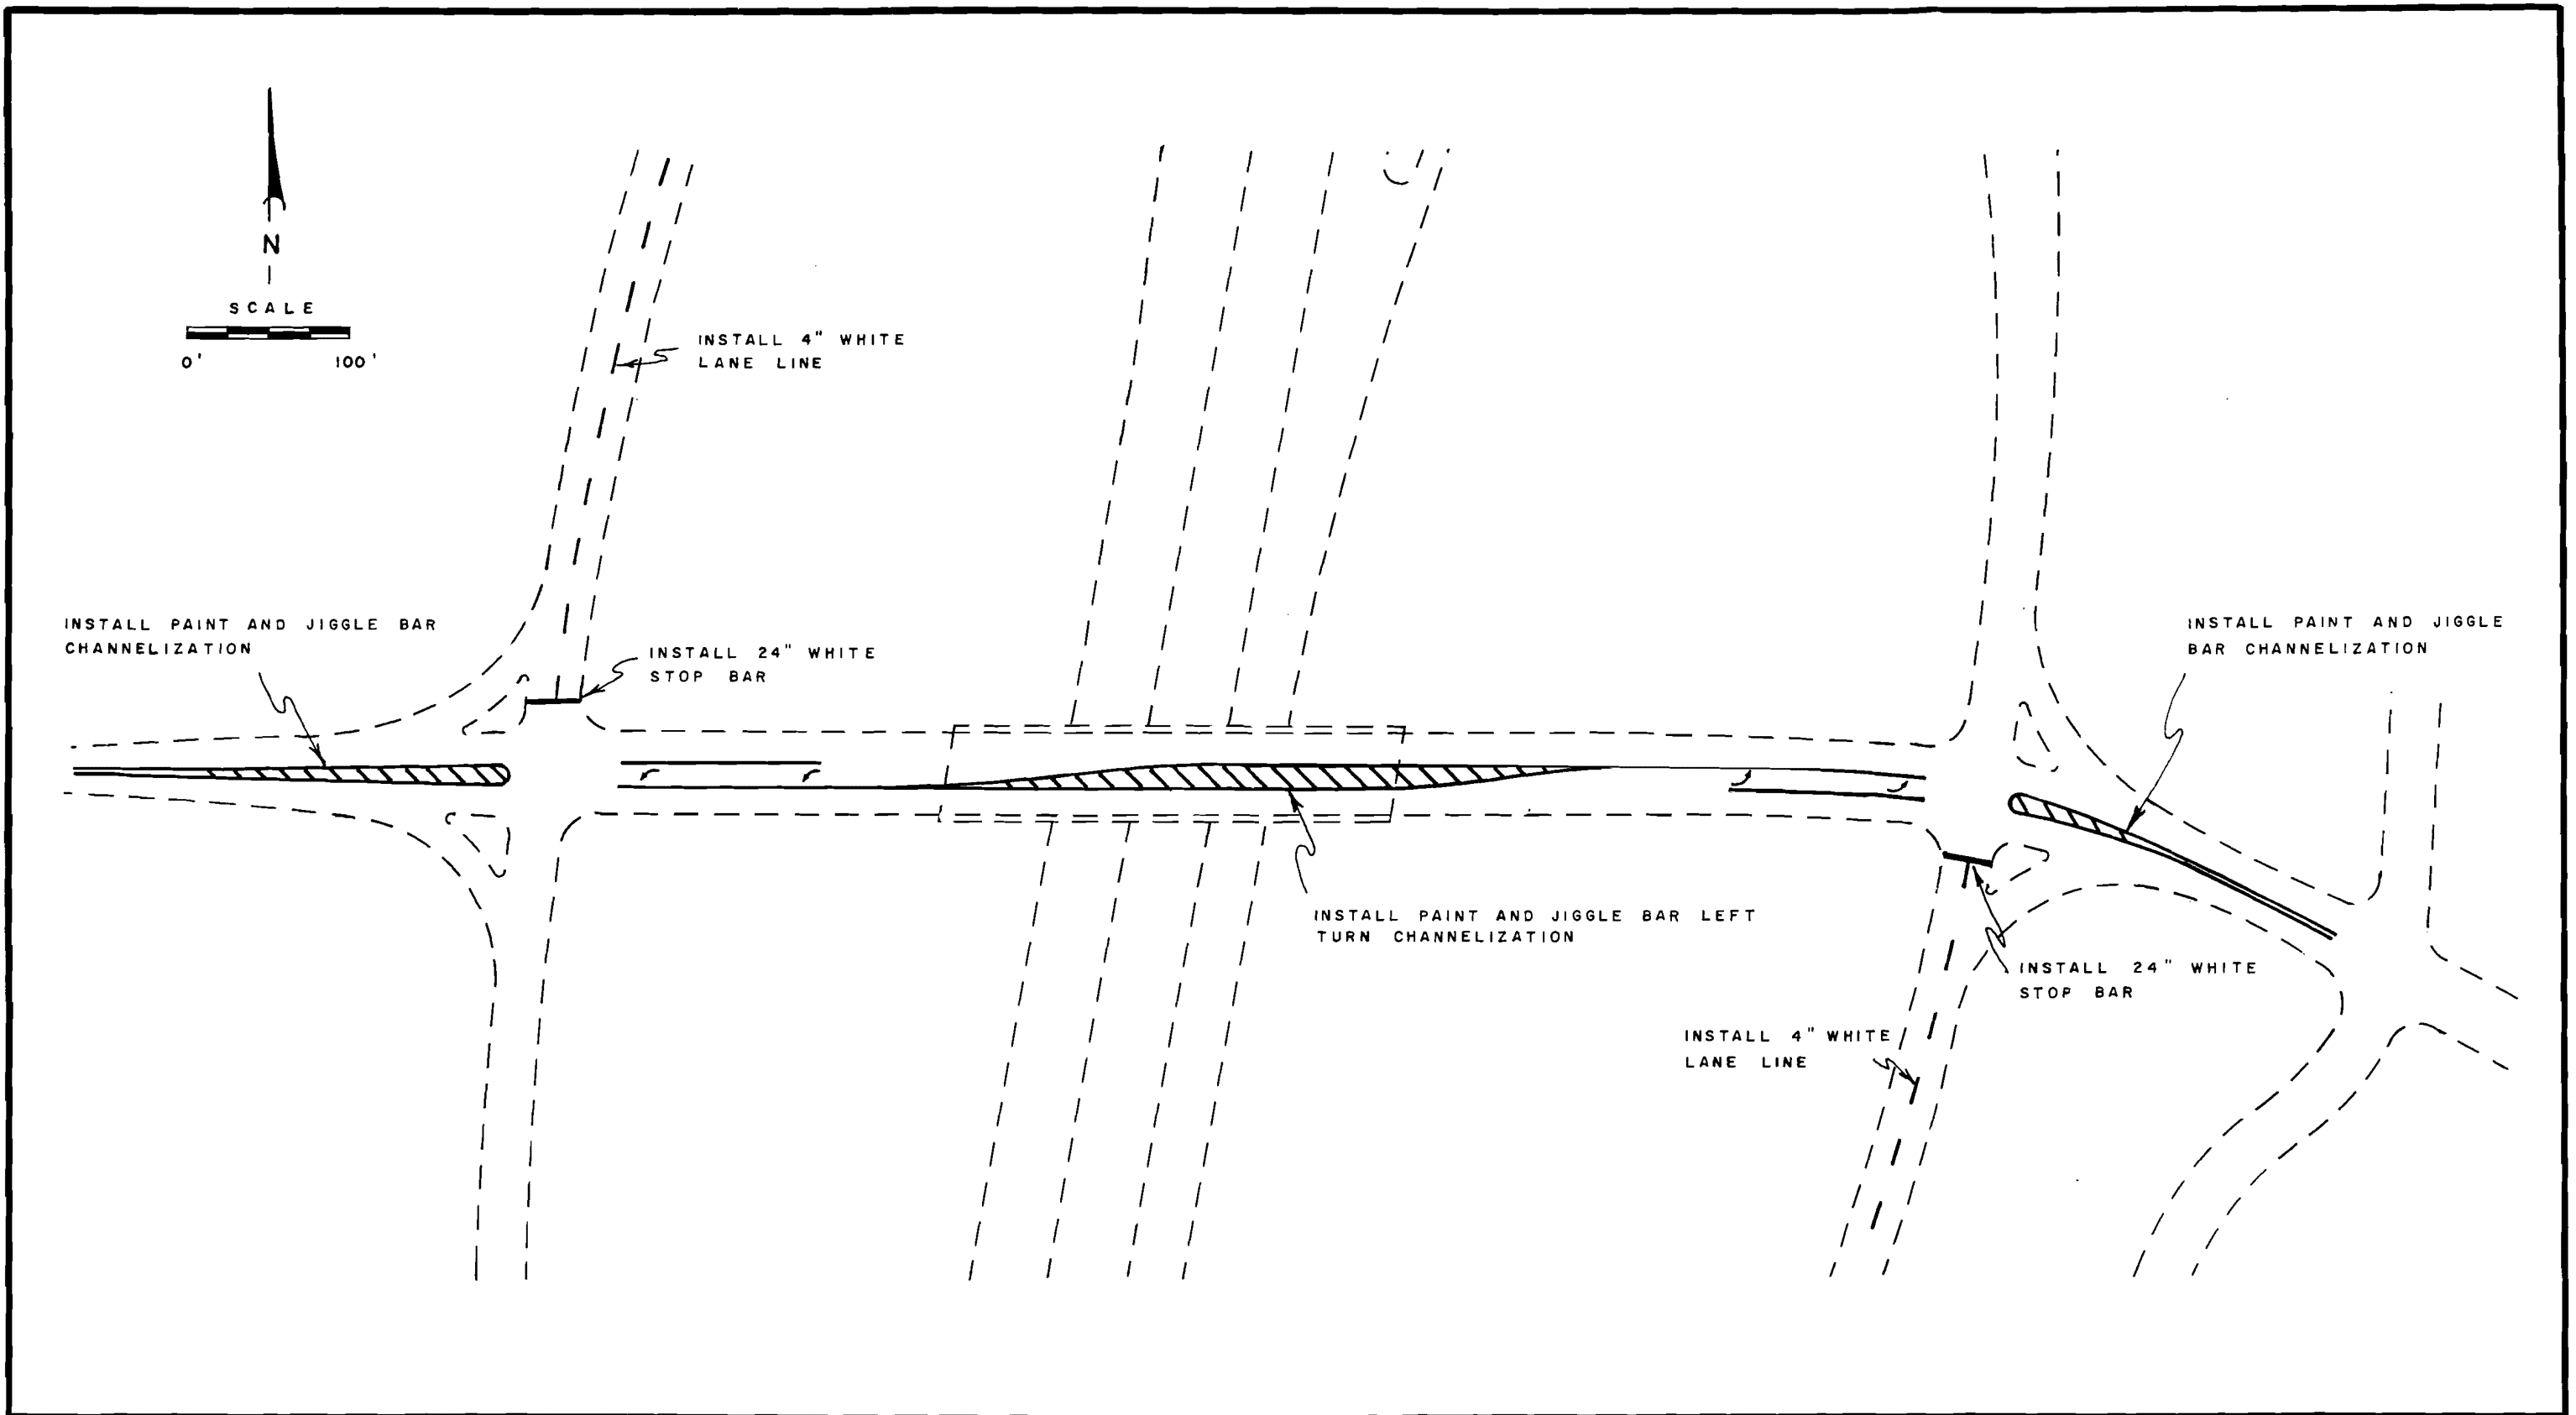 N
SCALE
0' 100'
INSTALL 4" WHITE
LANE LINE
INSTALL PAINT AND JIGGLE BAR
CHANNELIZATION
INSTALL 24" WHITE
STOP BAR
INSTALL PAINT AND JIGGLE
BAR CHANNELIZATION
INSTALL PAINT AND JIGGLE BAR LEFT
TURN CHANNELIZATION
INSTALL 24" WHITE
STOP BAR
INSTALL 4" WHITE
LANE LINE